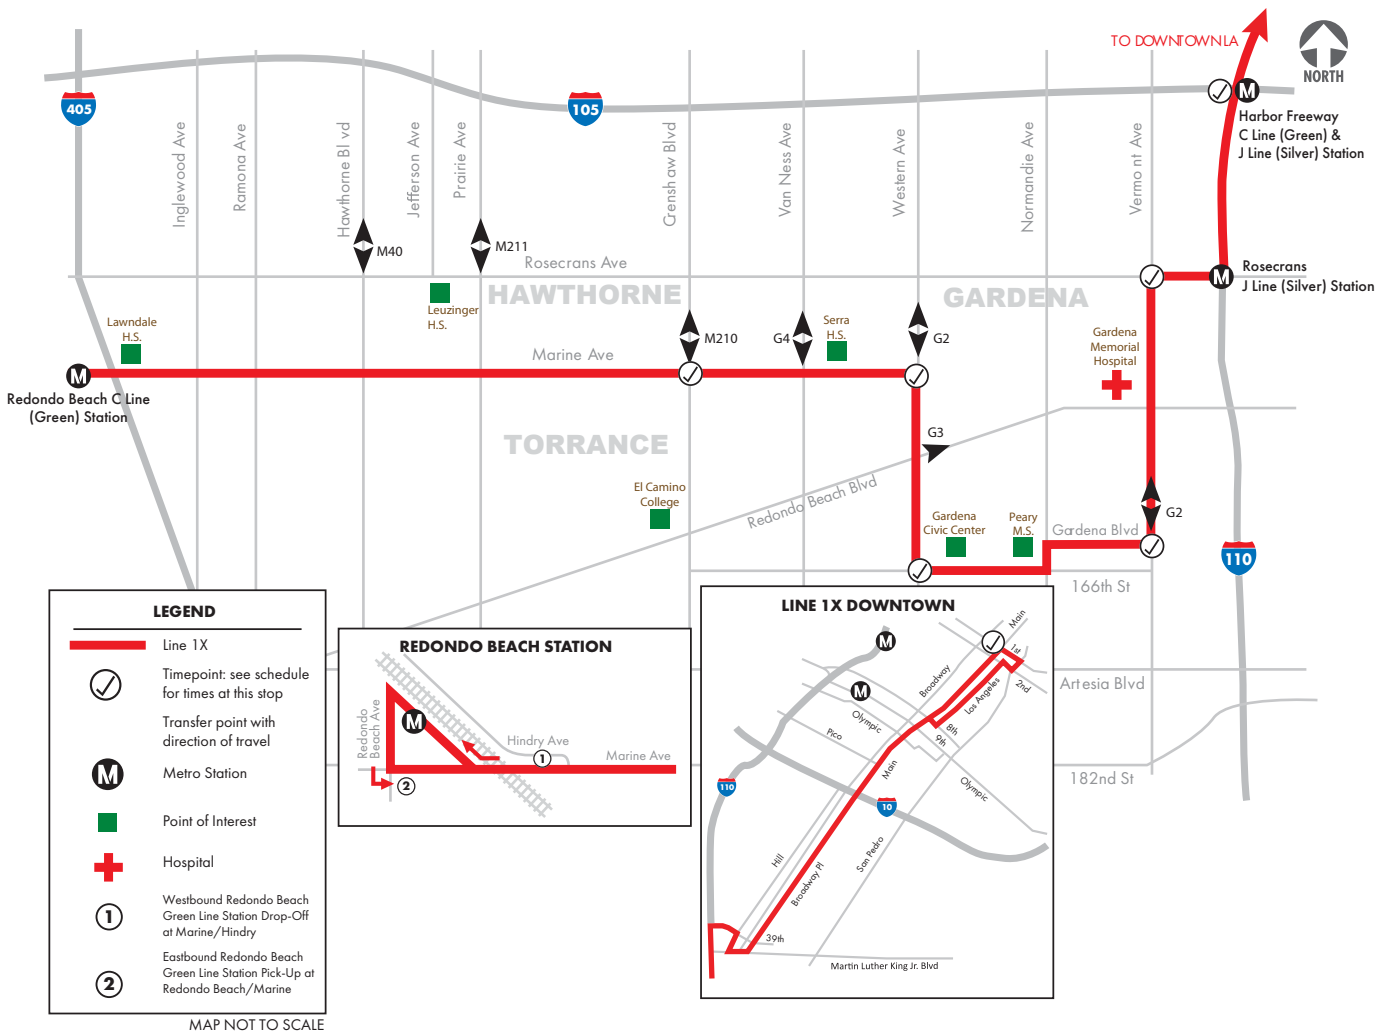 TO DOWNTOWN LA
NORTH
405
105
Harbor Freeway
C Line (Green) &
J Line (Silver) Station
Inglewood Ave
Ramona Ave
Hawthorne Bl vd
Jefferson Ave
Prairie Ave
Crenshaw Blvd
Van Ness Ave
Western Ave
Normandie Ave
Vermont Ave
M40
M211
Rosecrans Ave
M
Rosecrans
J Line (Silver) Station
M
HAWTHORNE
GARDENA
Leuzinger
H.S.
Lawndale
H.S.
Marine Ave
M210
G4
Serra
H.S.
G2
Gardena
Memorial
Hospital
M
Redondo Beach C Line
(Green) Station
TORRANCE
G3
El Camino
College
Redondo Beach Blvd
Gardena
Civic Center
Peary
M.S.
Gardena Blvd
G2
110
166th St
Artesia Blvd
182nd St
LEGEND
Line 1X
Timepoint: see schedule
for times at this stop
Transfer point with
direction of travel
M
Metro Station
Point of Interest
Hospital
1
Westbound Redondo Beach
Green Line Station Drop-Off
at Marine/Hindry
2
Eastbound Redondo Beach
Green Line Station Pick-Up at
Redondo Beach/Marine
MAP NOT TO SCALE
REDONDO BEACH STATION
Redondo
Beach Ave
M
Hindry Ave
1
Marine Ave
2
LINE 1X DOWNTOWN
M
Main
1st
Broadway
2nd
M
Los Angeles
Olympic
8th
9th
Pico
Main
Olympic
110
10
Hill
San Pedro
Broadway Pl
39th
Martin Luther King Jr. Blvd